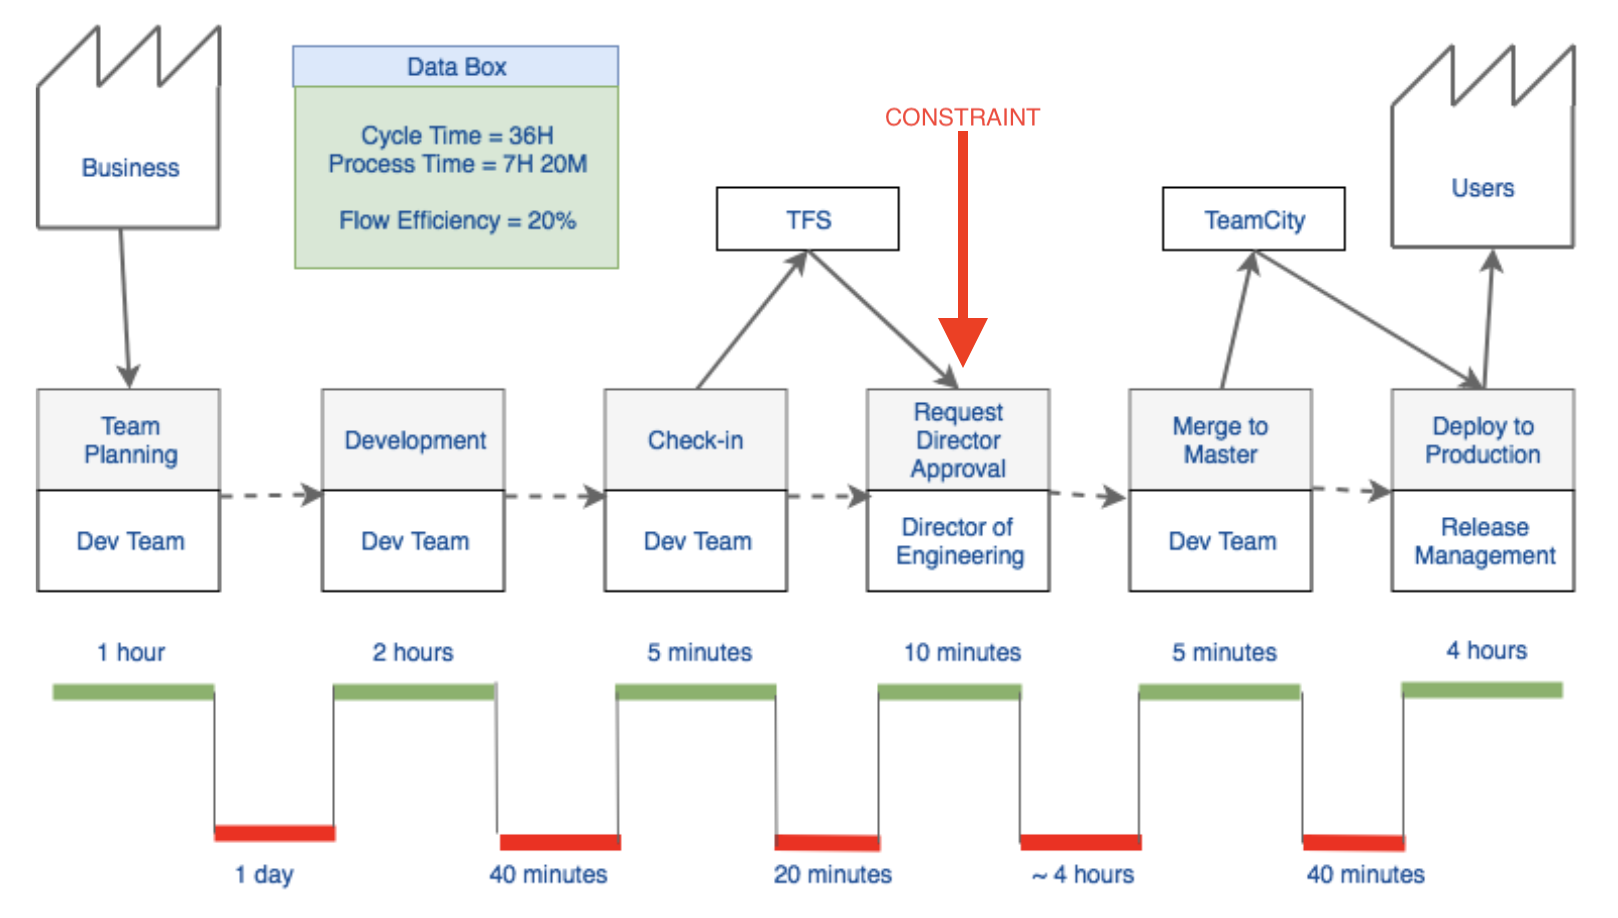 Business
Data Box
Cycle Time = 36H
Process Time = 7H 20M
Flow Efficiency = 20%
CONSTRAINT
TFS
TeamCity
Users
Team
Planning
Dev Team
Development
Dev Team
Check-in
Dev Team
Request
Director
Approval
Director of
Engineering
Merge to
Master
Dev Team
Deploy to
Production
Release
Management
1 hour
2 hours
5 minutes
10 minutes
5 minutes
4 hours
1 day
40 minutes
20 minutes
~ 4 hours
40 minutes